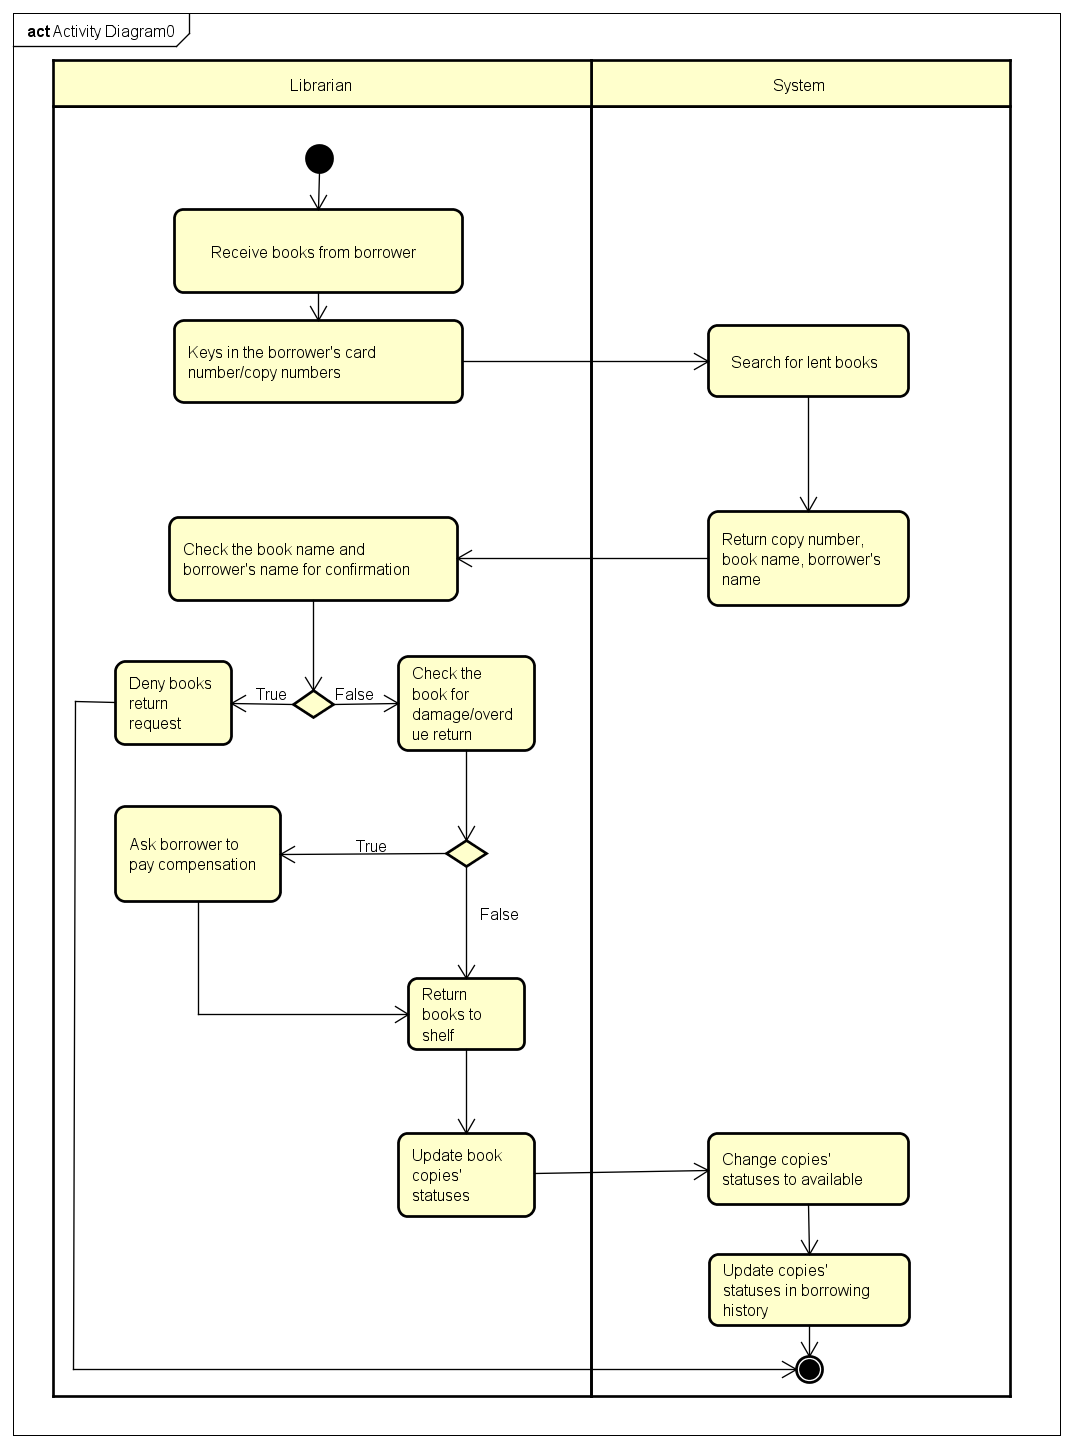 act Activity Diagram0
Librarian
System
Receive books from borrower
Keys in the borrower's card
number/copy numbers
Search for lent books
Check the book name and
borrower's name for confirmation
Return copy number,
book name, borrower's
name
Deny books
return
request
True
False
Check the
book for
damage/overd
ue return
Ask borrower to
pay compensation
True
False
Return
books to
shelf
Update book
copies'
statuses
Change copies'
statuses to available
Update copies'
statuses in borrowing
history